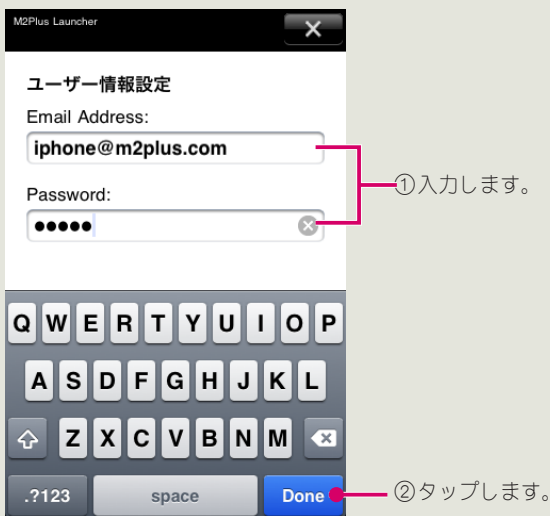 M2Plus Launcher
ユーザー情報設定
Email Address:
iphone@m2plus.com
①入力します。
Password:
●●●●●
Q W E R T Y U I O P
A S D F G H J K L
Z X C V B N M
.?123 space Done
②タップします。